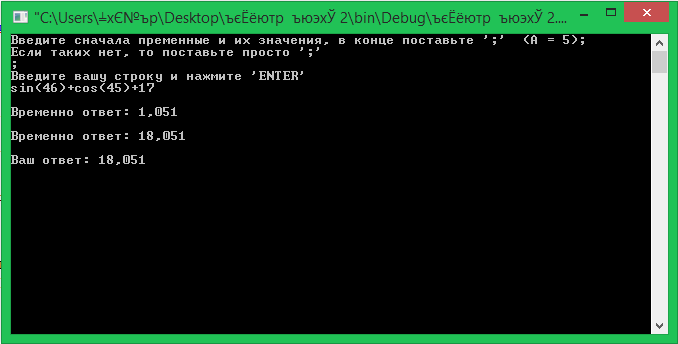 "C:\Users\╧хЄ№ър\Desktop\ъєЁёютр  ъюэхЎ 2\bin\Debug\ъєЁёютр  ъюэхЎ 2....
Введите сначала пременные и их значения, в конце поставьте ';'  (A = 5);
Если таких нет, то поставьте просто ';'
;
Введите вашу строку и нажмите 'ENTER'
sin(46)+cos(45)+17
Временно ответ: 1,051
Временно ответ: 18,051
Ваш ответ: 18,051